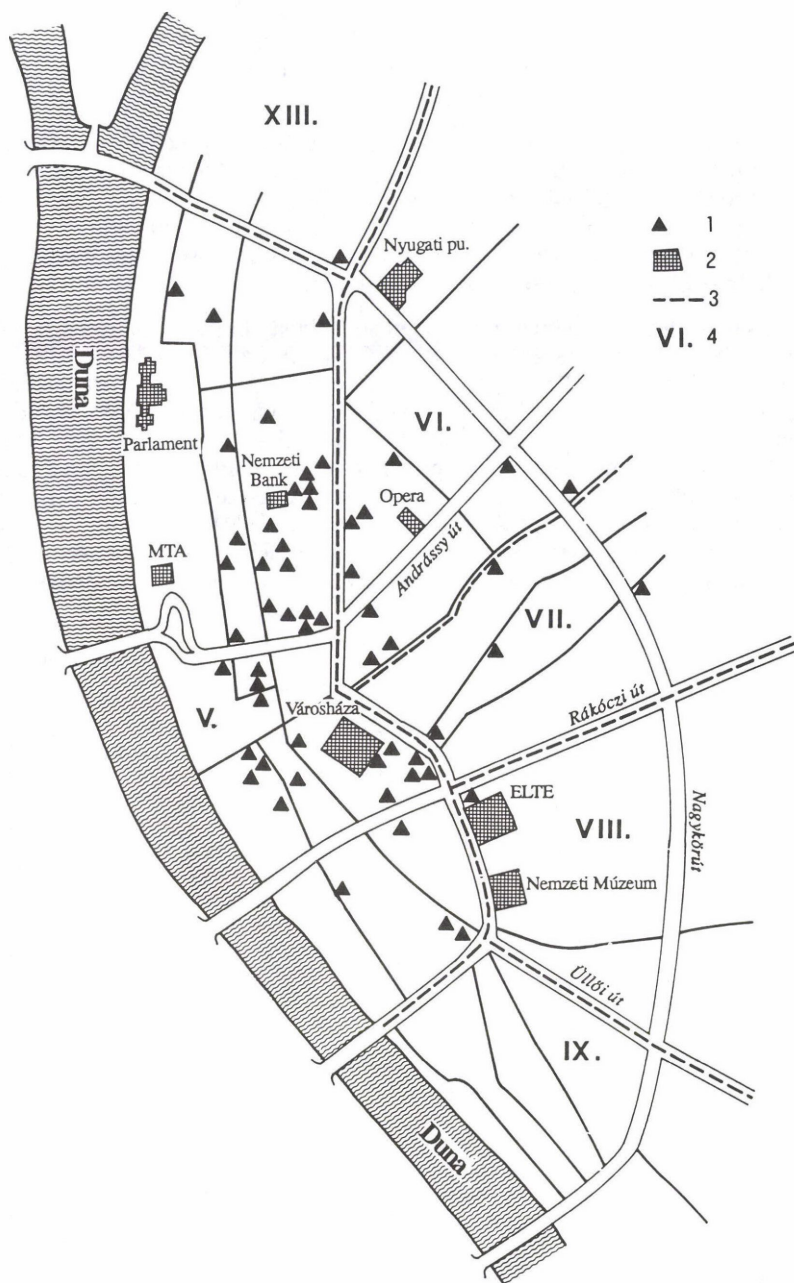 XIII.
Nyugati pu.
1
2
3
VI. 4
Duna
Parlament
VI.
Nemzeti
Bank
Opera
Andrássy út
MTA
VII.
V.
Városháza
Rákóczi út
ELTE
VIII.
Nagykörút
Nemzeti Múzeum
Üllői út
IX.
Duna